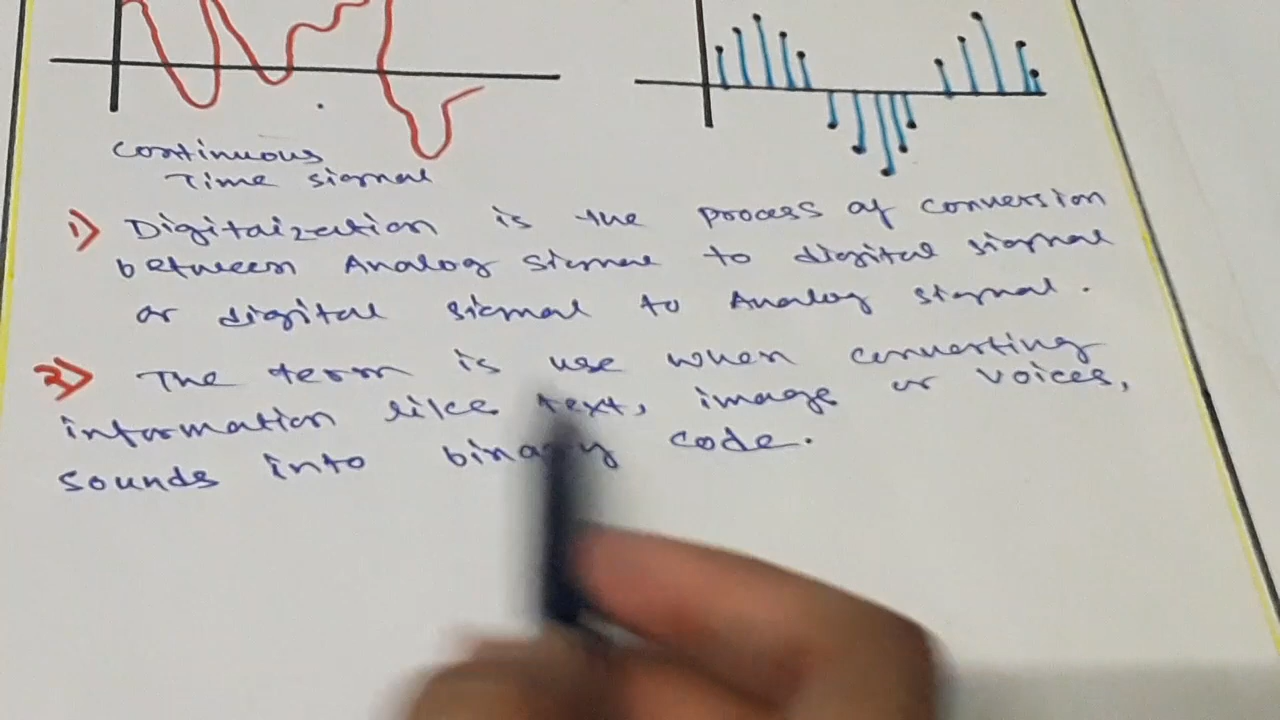 continuous
Time signal
1) Digitaization is the process of conversion
between Analog signal to digital signal
or digital signal to Analog signal.
2) The term is use when converting
information like text, image or voices,
sounds into binary code.